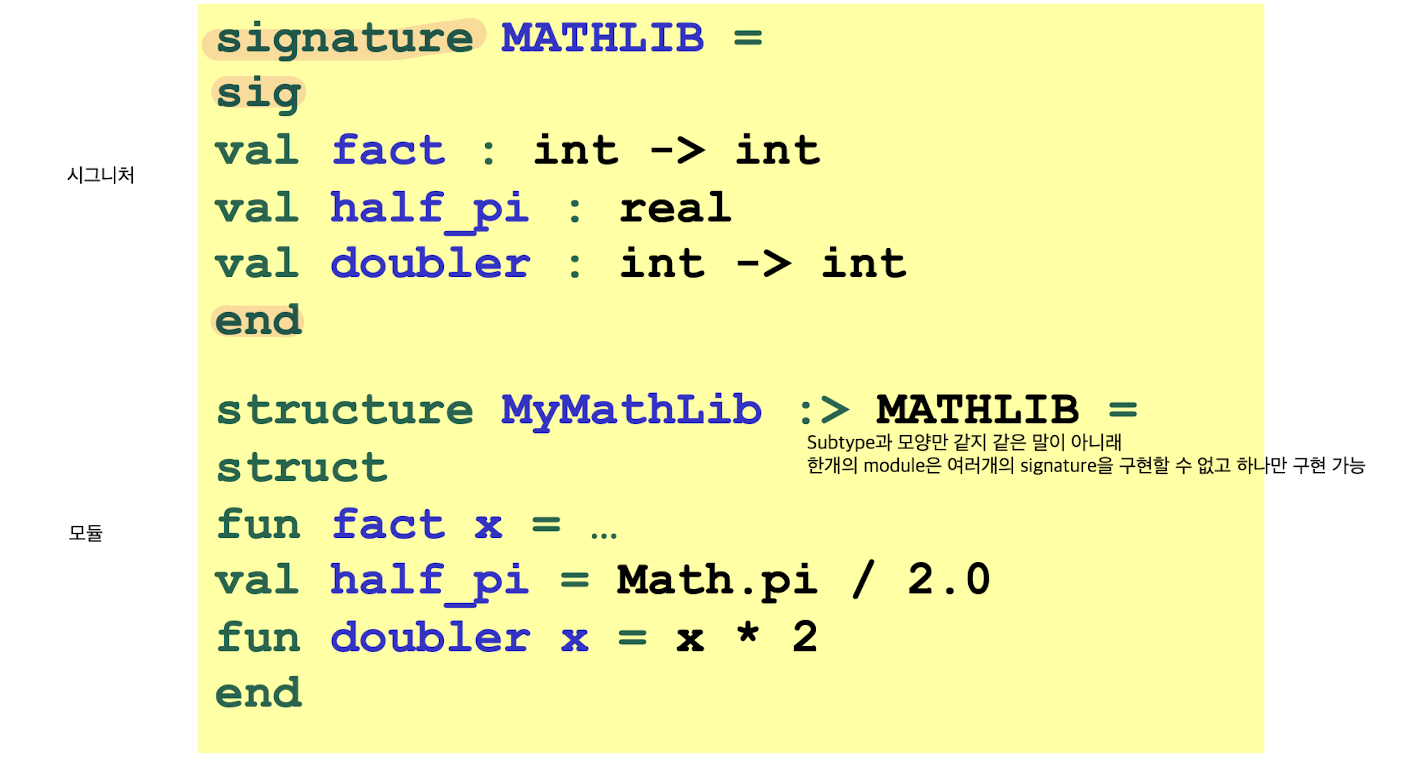 signature MATHLIB =
sig
val fact : int -> int
시그니처
val half_pi : real
val doubler : int -> int
end
structure MyMathLib :> MATHLIB =
Subtype과 모양만 같지 같은 말이 아니래
한개의 module은 여러개의 signature을 구현할 수 없고 하나만 구현 가능
struct
fun fact x = …
모듈
val half_pi = Math.pi / 2.0
fun doubler x = x * 2
end